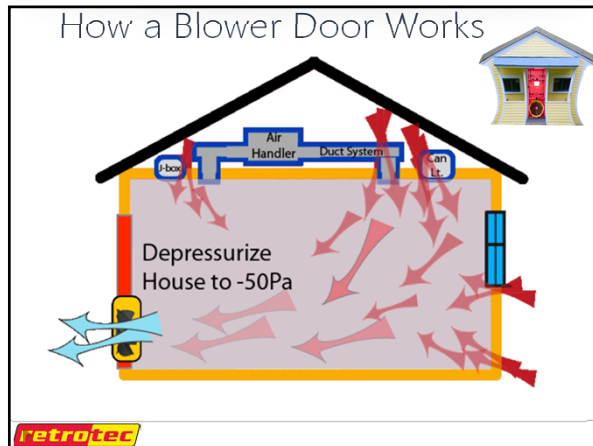 How a Blower Door Works
Air
Handler
Duct System
J-box
Can
Lt.
Depressurize
House to -50Pa
retrotec